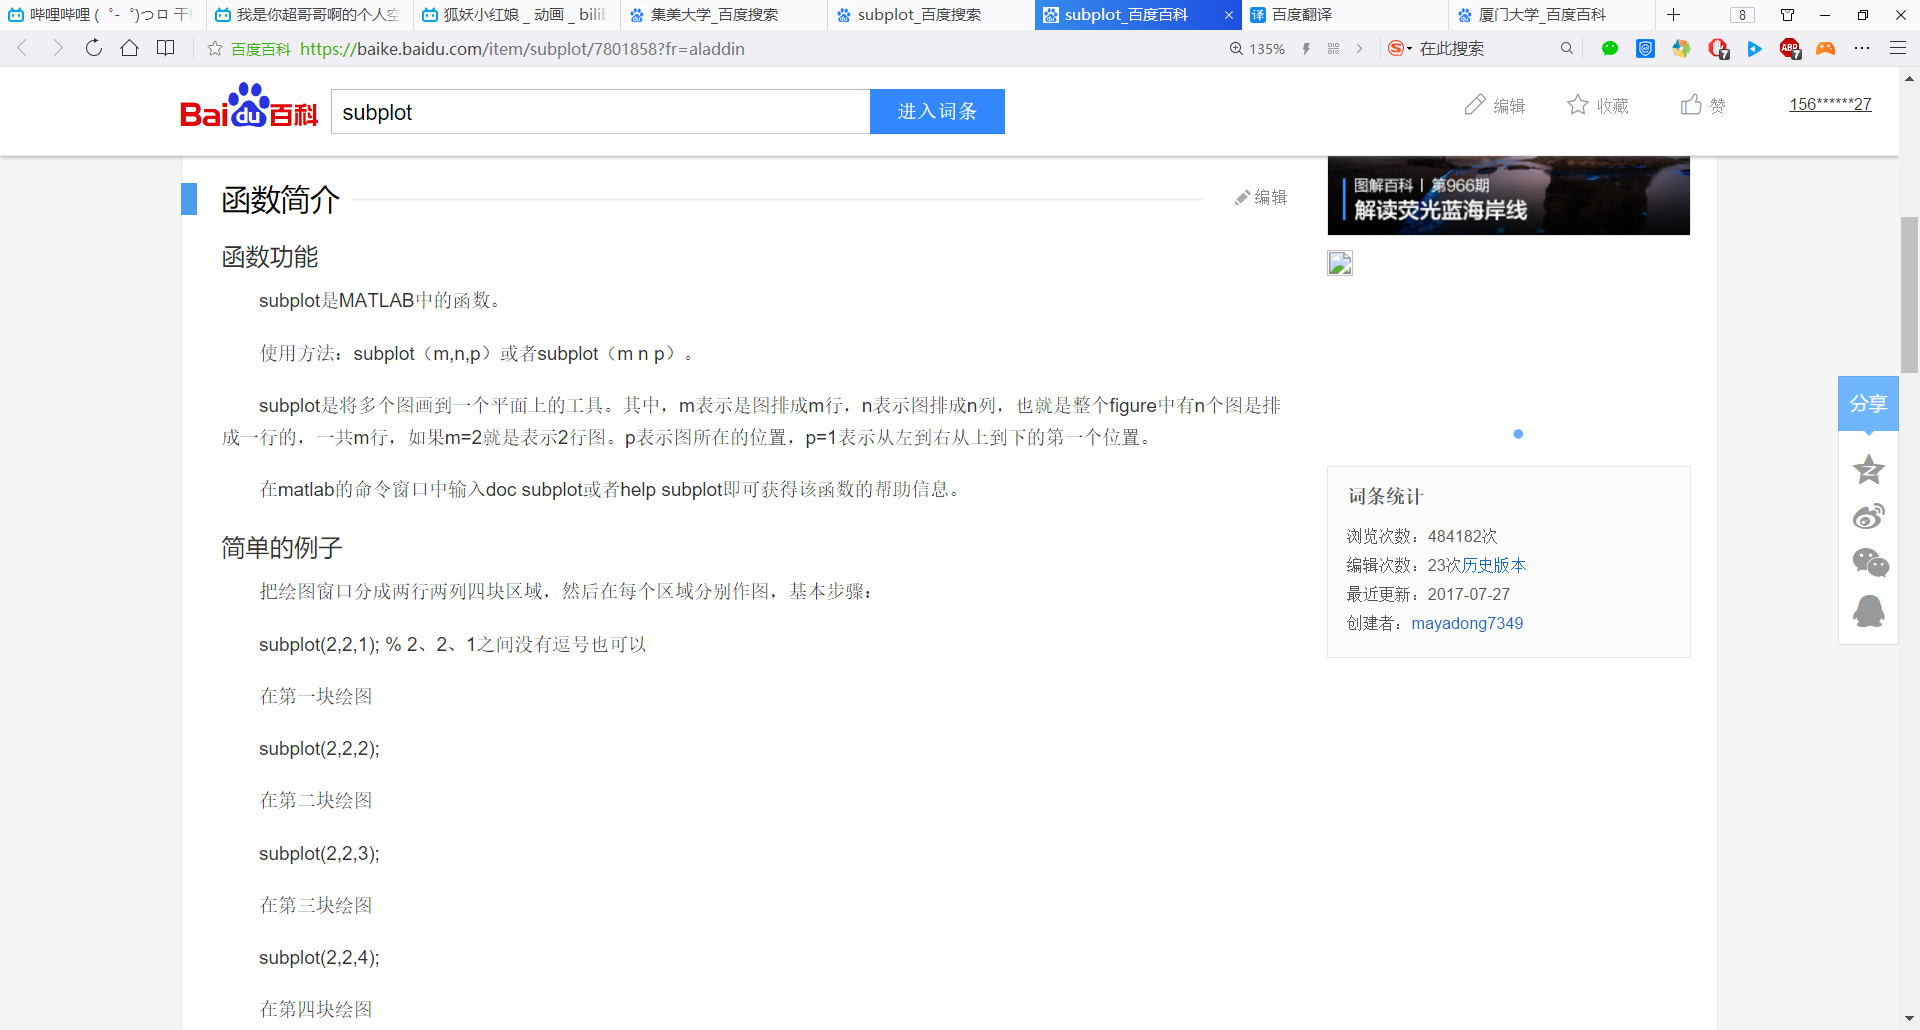 哔哩哔哩 ( ゜- ゜)つロ 干
我是你超哥哥啊的个人空
狐妖小红娘 _ 动画 _ bilib
集美大学_百度搜索
subplot_百度搜索
subplot_百度百科
百度翻译
厦门大学_百度百科
8
百度百科 https://baike.baidu.com/item/subplot/7801858?fr=aladdin
135%
在此搜索
7
ABP
7
Bai du 百科
subplot
进入词条
编辑
收藏
赞
156******27
函数简介
编辑
函数功能
subplot是MATLAB中的函数。
使用方法：subplot（m,n,p）或者subplot（m n p）。
subplot是将多个图画到一个平面上的工具。其中，m表示是图排成m行，n表示图排成n列，也就是整个figure中有n个图是排
成一行的，一共m行，如果m=2就是表示2行图。p表示图所在的位置，p=1表示从左到右从上到下的第一个位置。
在matlab的命令窗口中输入doc subplot或者help subplot即可获得该函数的帮助信息。
简单的例子
把绘图窗口分成两行两列四块区域，然后在每个区域分别作图，基本步骤：
subplot(2,2,1); % 2、2、1之间没有逗号也可以
在第一块绘图
subplot(2,2,2);
在第二块绘图
subplot(2,2,3);
在第三块绘图
subplot(2,2,4);
在第四块绘图
图解百科 | 第966期
解读荧光蓝海岸线
词条统计
浏览次数：484182次
编辑次数：23次历史版本
最近更新：2017-07-27
创建者：mayadong7349
分享